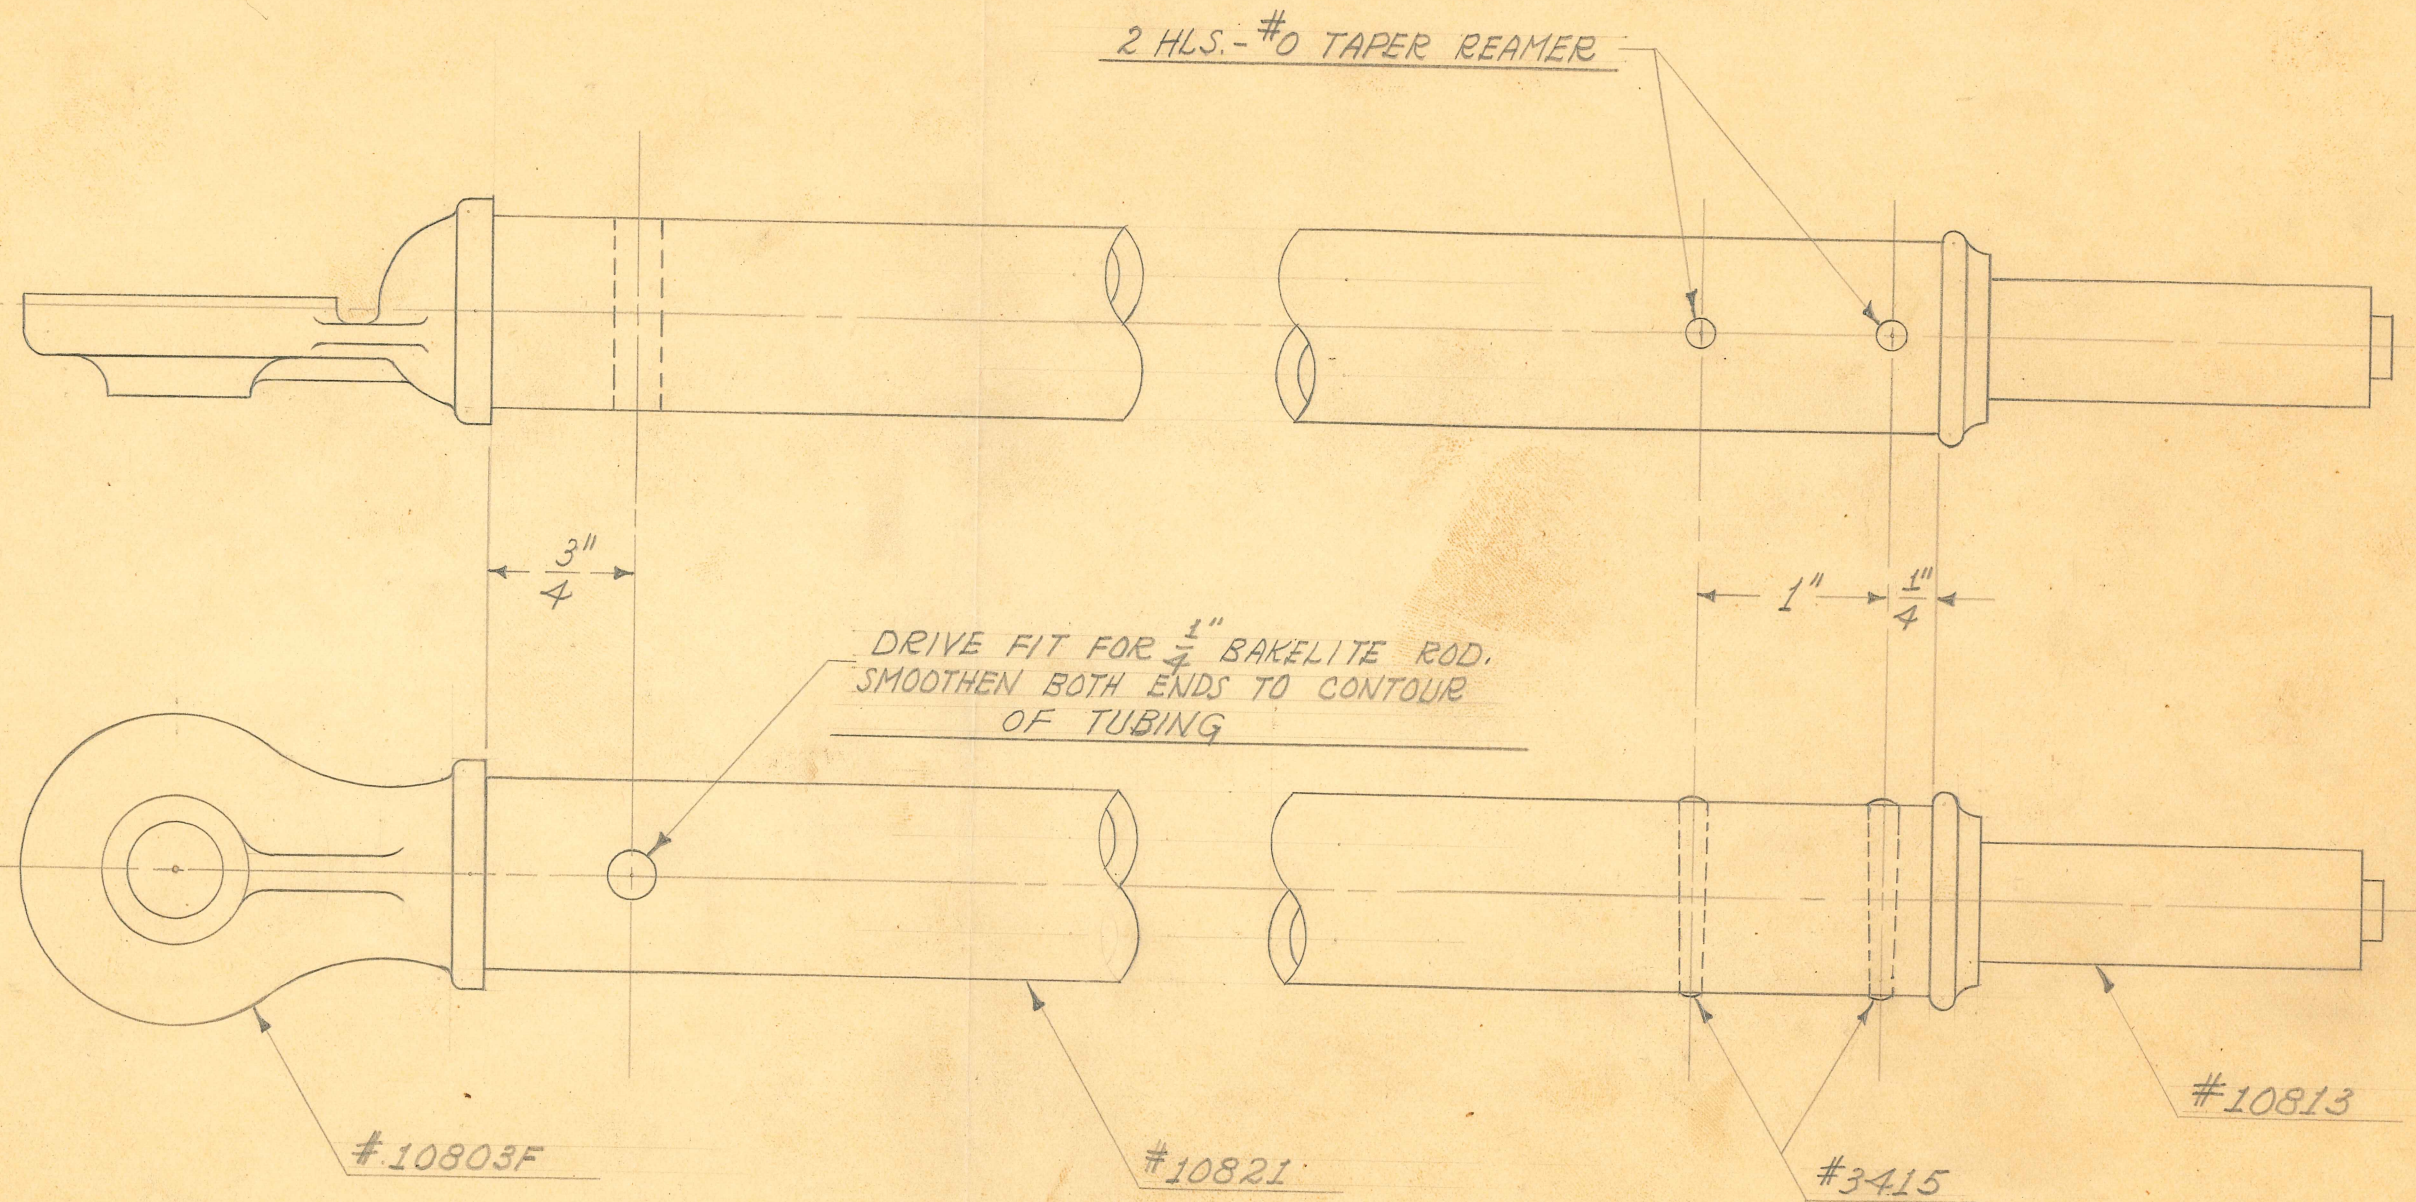 2 HLS.-#0 TAPER REAMER
3"
4
1"
1"
4
DRIVE FIT FOR 1/4" BAKELITE ROD.
SMOOTHEN BOTH ENDS TO CONTOUR
OF TUBING
#10803F
#10821
#3415
#10813